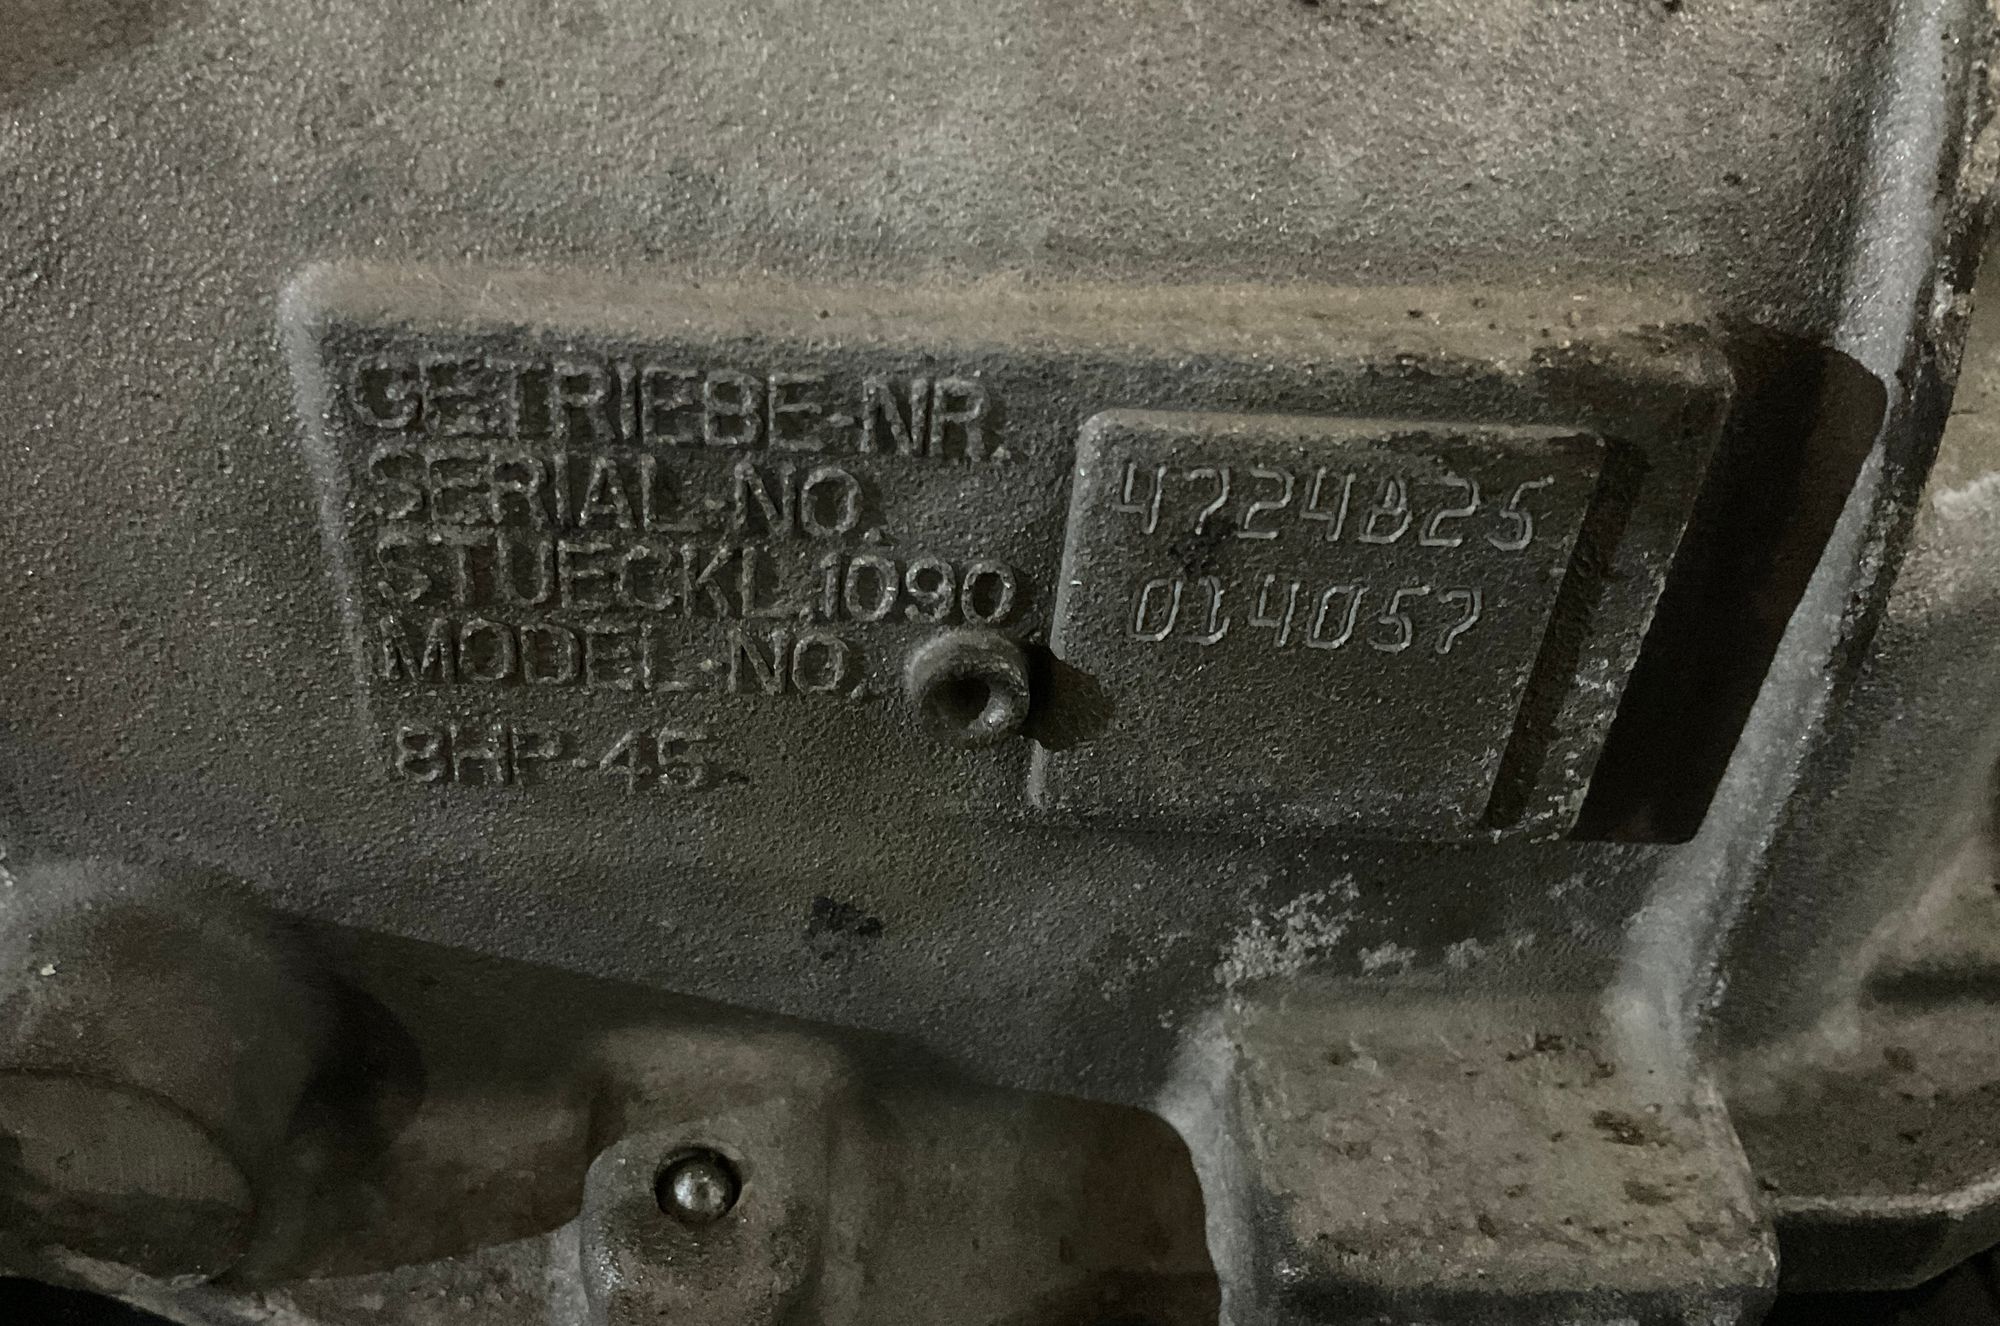 GETRIEBE-NR.
SERIAL-NO.
STUECKL.1090
MODEL-NO.
8HP-45
4724825
014057